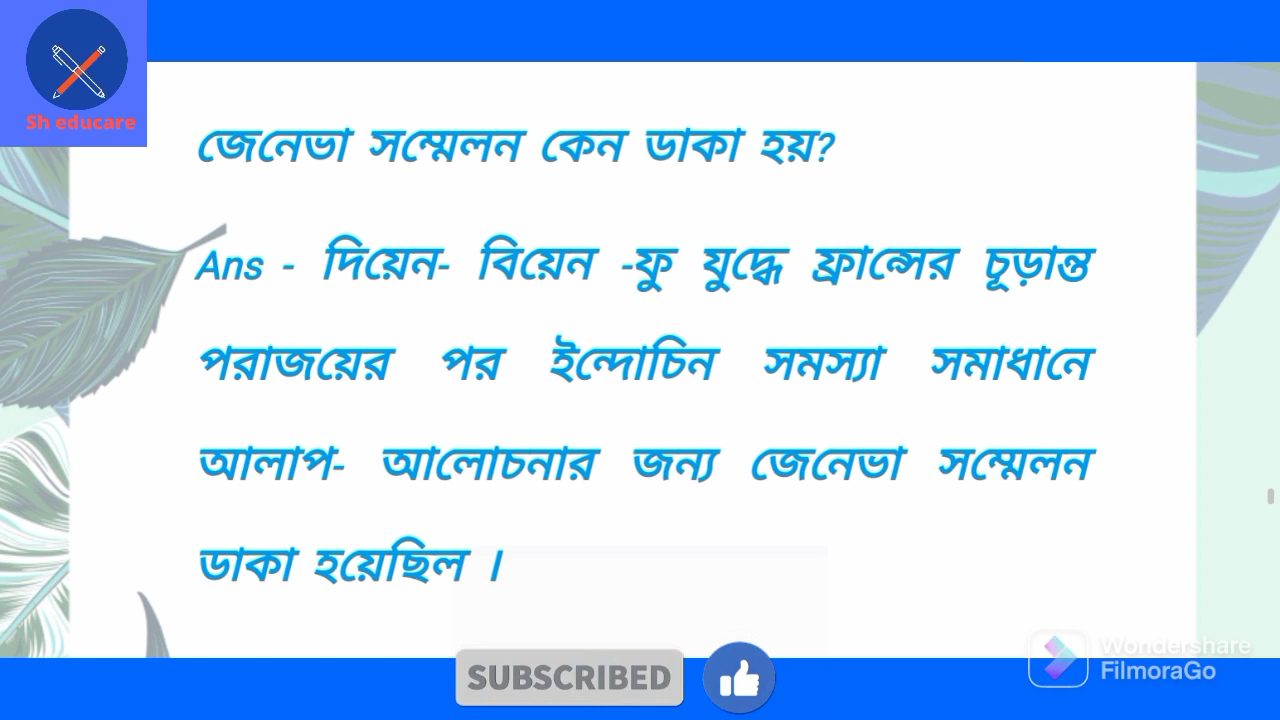 Sh educare
জেনেভা সম্মেলন কেন ডাকা হয়?
Ans - দিয়েন- বিয়েন -ফু যুদ্ধে ফ্রান্সের চূড়ান্ত
পরাজয়ের পর ইন্দোচিন সমস্যা সমাধানে
আলাপ- আলোচনার জন্য জেনেভা সম্মেলন
ডাকা হয়েছিল ।
SUBSCRIBED
Wondershare
FilmoraGo